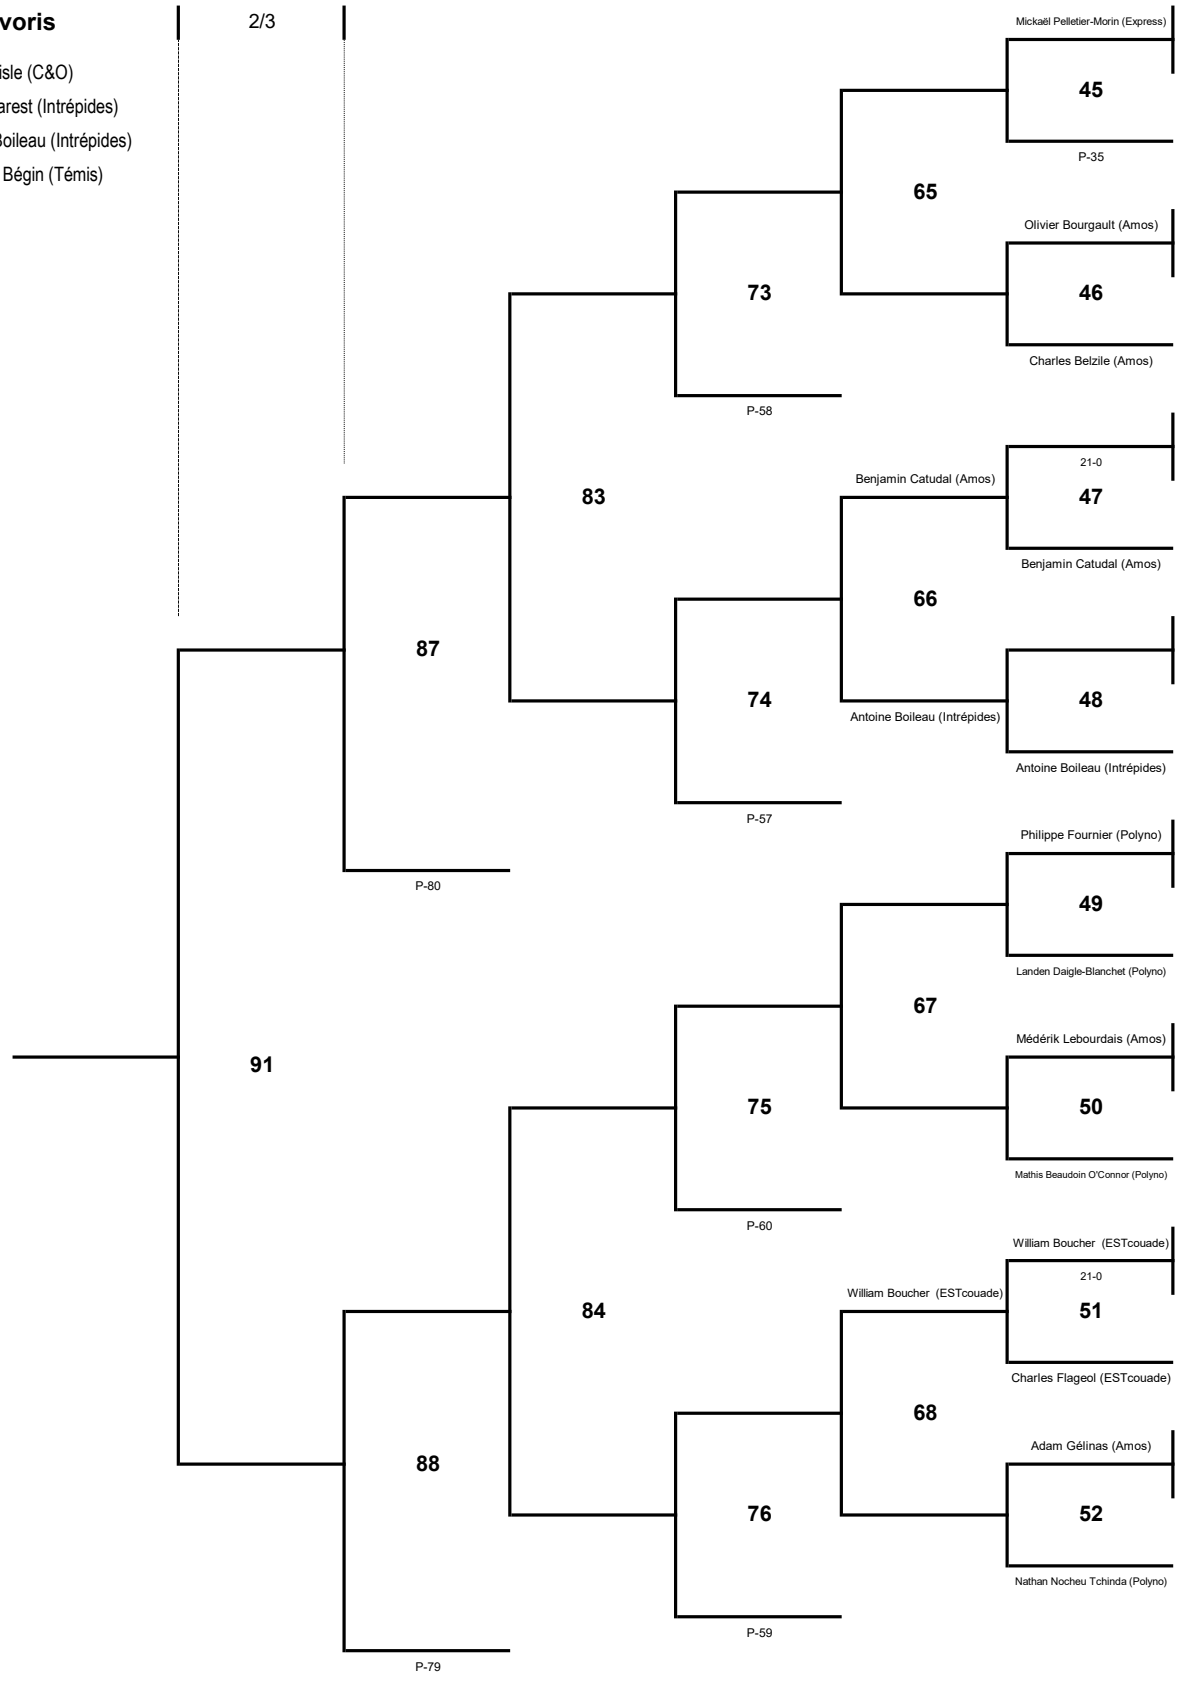 voris
2/3
isle (C&O)
arest (Intrépides)
Boileau (Intrépides)
Bégin (Témis)
Mickaël Pelletier-Morin (Express)
45
P-35
65
Olivier Bourgault (Amos)
46
Charles Belzile (Amos)
73
P-58
83
21-0
47
Benjamin Catudal (Amos)
Benjamin Catudal (Amos)
66
48
Antoine Boileau (Intrépides)
Antoine Boileau (Intrépides)
74
P-57
87
P-80
Philippe Fournier (Polyno)
49
Landen Daigle-Blanchet (Polyno)
67
Médérik Lebourdais (Amos)
50
Mathis Beaudoin O'Connor (Polyno)
75
P-60
91
84
William Boucher (ESTcouade)
21-0
51
William Boucher (ESTcouade)
Charles Flageol (ESTcouade)
68
Adam Gélinas (Amos)
52
Nathan Nocheu Tchinda (Polyno)
76
P-59
88
P-79